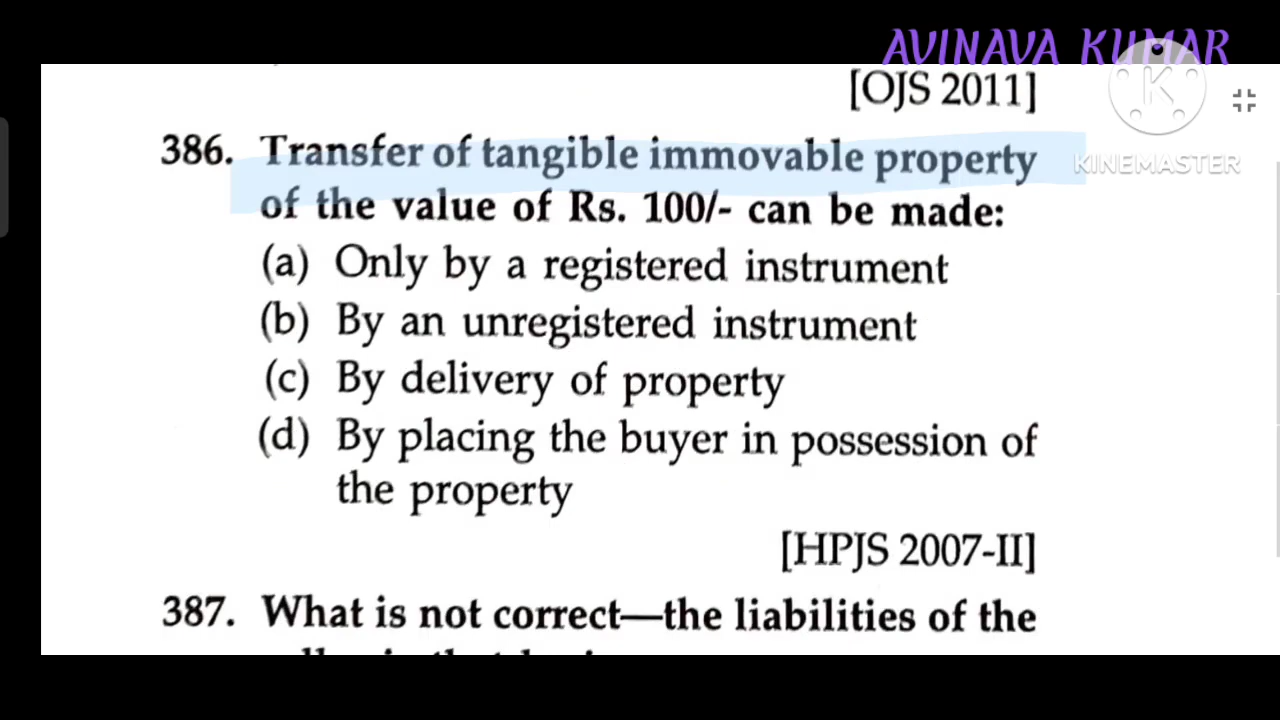 AVINAVA KUMAR
[OJS 2011]
K
KINEMASTER
386. Transfer of tangible immovable property
of the value of Rs. 100/- can be made:
(a) Only by a registered instrument
(b) By an unregistered instrument
(c) By delivery of property
(d) By placing the buyer in possession of
the property
[HPJS 2007-II]
387. What is not correct—the liabilities of the